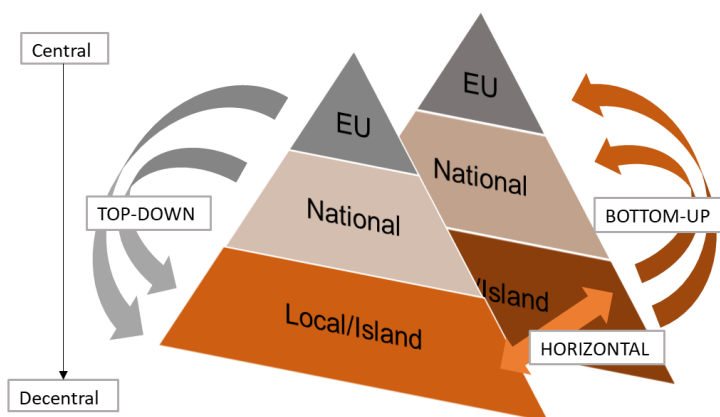 Central
EU
EU
National
National
TOP-DOWN
BOTTOM-UP
/Island
Local/Island
HORIZONTAL
Decentral